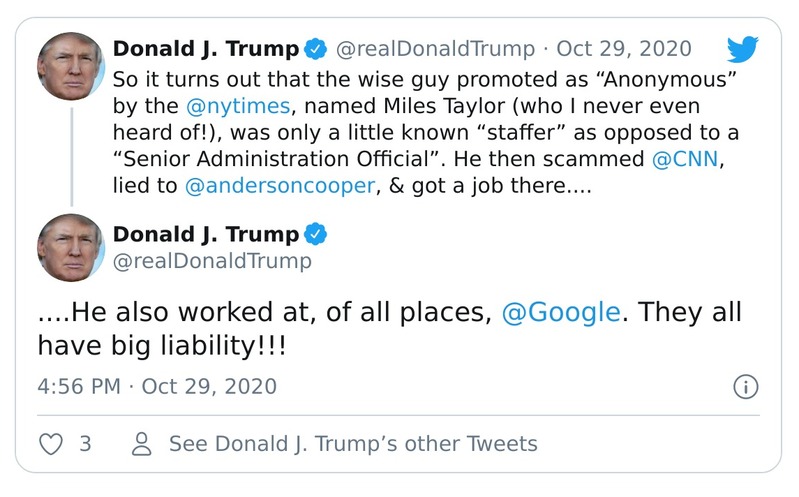 Donald J. Trump @realDonaldTrump · Oct 29, 2020
So it turns out that the wise guy promoted as “Anonymous”
by the @nytimes, named Miles Taylor (who I never even
heard of!), was only a little known “staffer” as opposed to a
“Senior Administration Official”. He then scammed @CNN,
lied to @andersoncooper, & got a job there....
Donald J. Trump
@realDonaldTrump
....He also worked at, of all places, @Google. They all
have big liability!!!
4:56 PM · Oct 29, 2020
3 See Donald J. Trump’s other Tweets